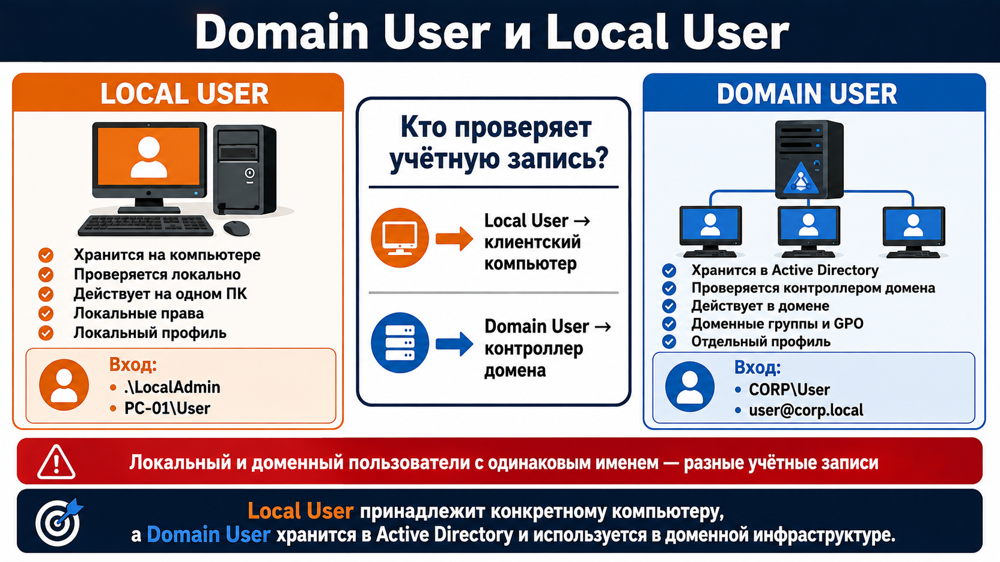 Domain User и Local User
LOCAL USER
Хранится на компьютере
Проверяется локально
Действует на одном ПК
Локальные права
Локальный профиль
Вход:
• .\LocalAdmin
• PC-01\User
Кто проверяет
учётную запись?
Local User →
клиентский
компьютер
Domain User →
контроллер
домена
DOMAIN USER
Хранится в Active Directory
Проверяется контроллером домена
Действует в домене
Доменные группы и GPO
Отдельный профиль
Вход:
• CORP\User
• user@corp.local
Локальный и доменный пользователи с одинаковым именем — разные учётные записи
Local User принадлежит конкретному компьютеру,
а Domain User хранится в Active Directory и используется в доменной инфраструктуре.